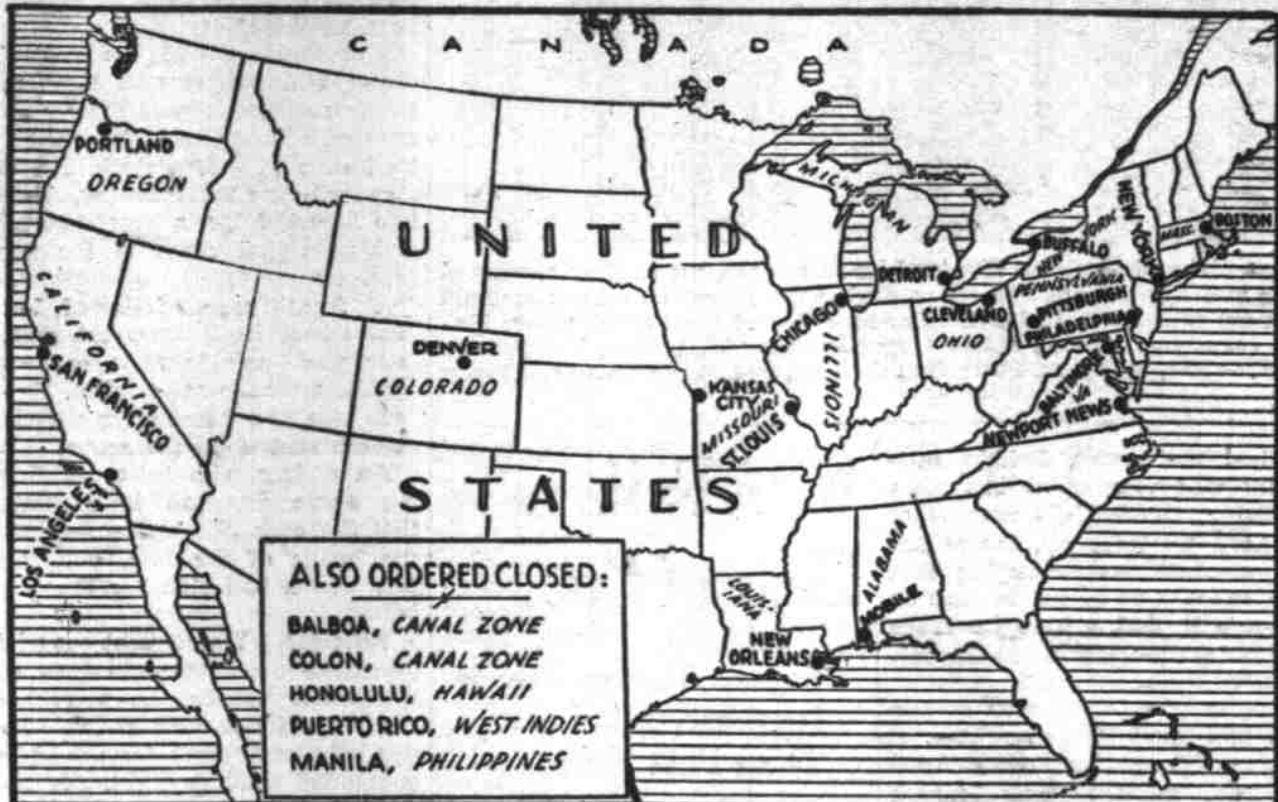 CANADA
PORTLAND
OREGON
UNITED
STATES
CALIFORNIA
SAN FRANCISCO
LOS ANGELES
DENVER
COLORADO
KANSAS
CITY
MISSOURI
ST. LOUIS
CHICAGO
ILLINOIS
MICHIGAN
DETROIT
CLEVELAND
OHIO
BUFFALO
NEW YORK
NEW YORK
MASS.
BOSTON
PENNSYLVANIA
PITTSBURGH
PHILADELPHIA
BALTIMORE
VA
NEWPORT NEWS
ALABAMA
MOBILE
LOUIS-
IANA
NEW
ORLEANS
ALSO ORDERED CLOSED:
BALBOA, CANAL ZONE
COLON, CANAL ZONE
HONOLULU, HAWAII
PUERTO RICO, WEST INDIES
MANILA, PHILIPPINES